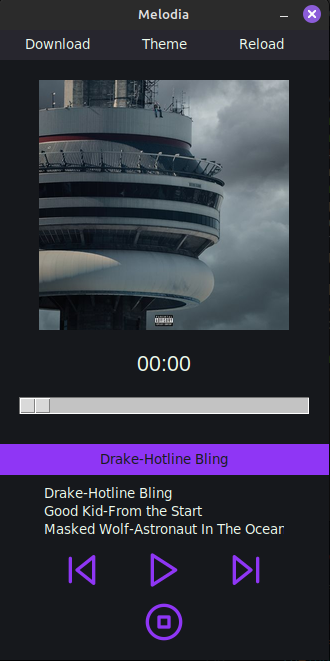 Melodia
Download Theme Reload
00:00
Drake-Hotline Bling
Drake-Hotline Bling
Good Kid-From the Start
Masked Wolf-Astronaut In The Ocear